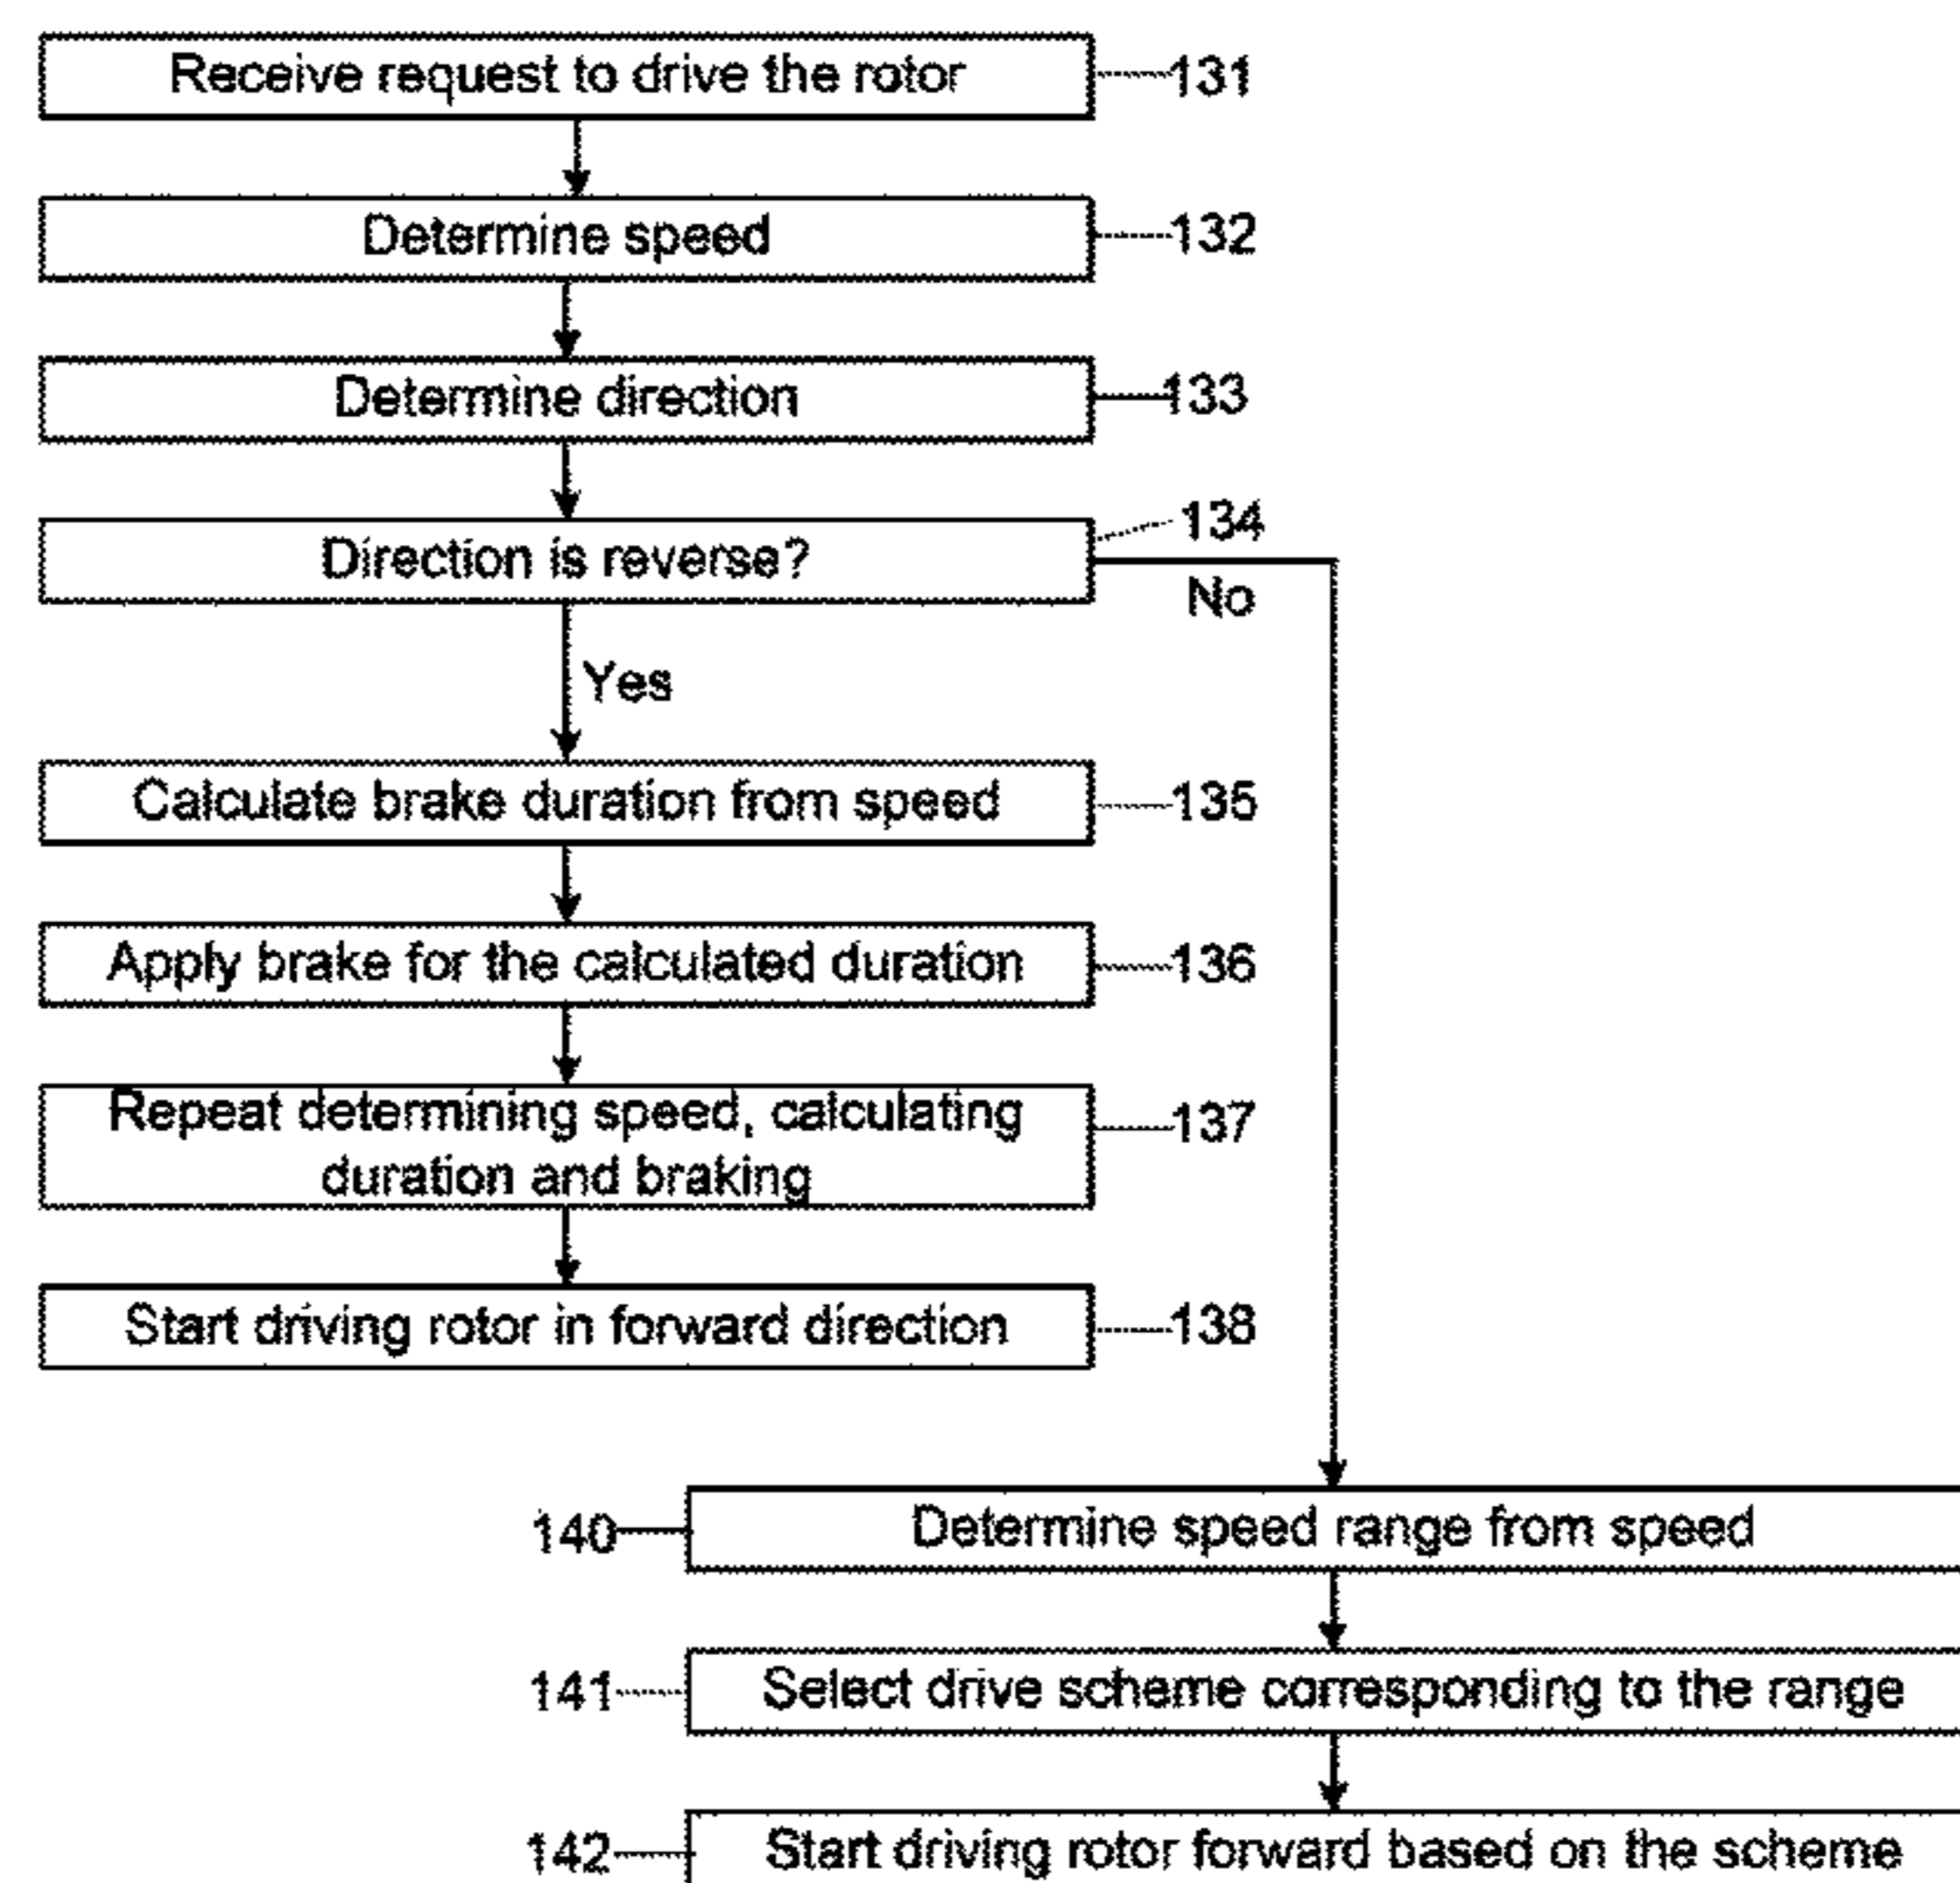 Receive request to drive the rotor 131
Determine speed 132
Determine direction 133
Direction is reverse? 134
No
Yes
Calculate brake duration from speed 135
Apply brake for the calculated duration 136
Repeat determining speed, calculating 137
duration and braking
Start driving rotor in forward direction 138
140 Determine speed range from speed
141 Select drive scheme corresponding to the range
142 Start driving rotor forward based on the scheme